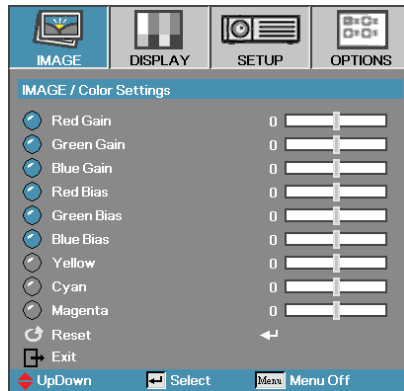 IMAGE DISPLAY SETUP OPTIONS
IMAGE / Color Settings
Red Gain 0
Green Gain 0
Blue Gain 0
Red Bias 0
Green Bias 0
Blue Bias 0
Yellow 0
Cyan 0
Magenta 0
Reset
Exit
UpDown Select Menu Menu Off